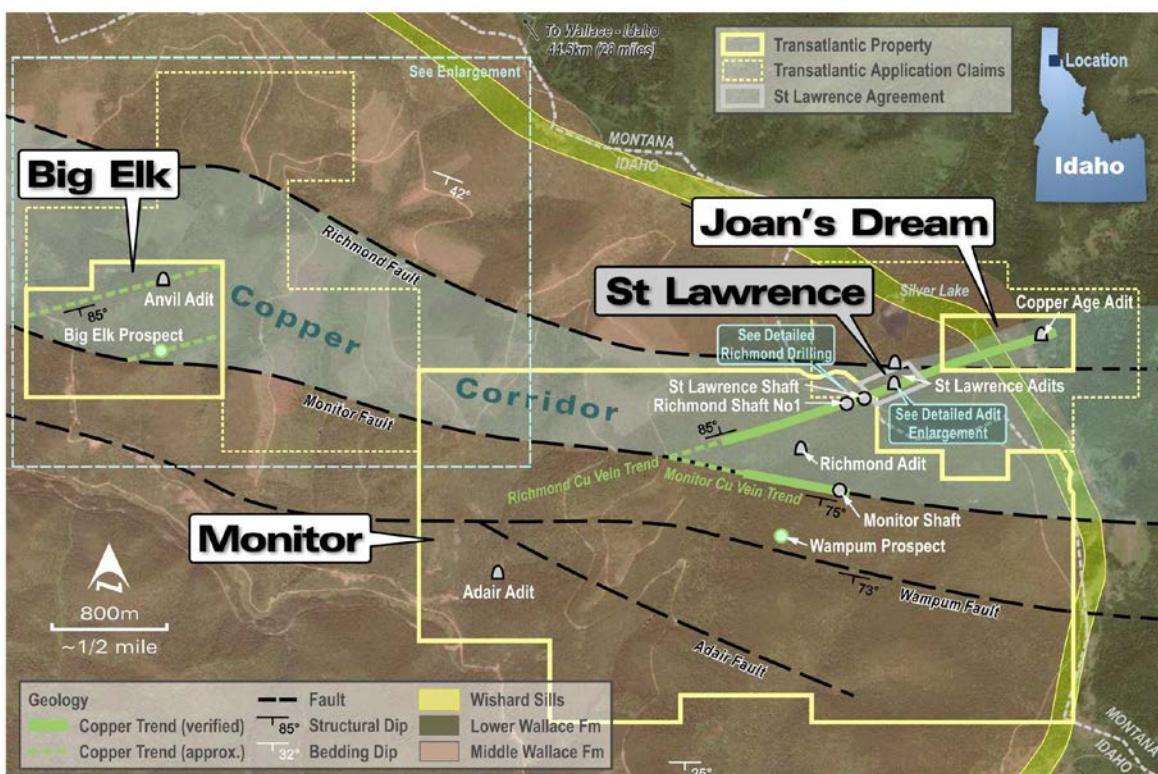 To Wallace - Idaho
44.5km (28 miles)
See Enlargement
Transatlantic Property
Transatlantic Application Claims
St Lawrence Agreement
Location
Idaho
MONTANA
IDAHO
Big Elk
42°
Joan's Dream
Richmond Fault
St Lawrence
Silver Lake
Copper Age Adit
Anvil Adit
85°
Copper
Big Elk Prospect
See Detailed
Richmond Drilling
St Lawrence Shaft
St Lawrence Adits
Richmond Shaft No1
Corridor
Monitor Fault
See Detailed Adit
Enlargement
85°
Richmond Adit
Richmond Cu Vein Trend
Monitor Cu Vein Trend
75°
Monitor Shaft
Monitor
Wampum Prospect
Adair Adit
73°
Wampum Fault
800m
~1/2 mile
Adair Fault
Geology
Copper Trend (verified)
Copper Trend (approx.)
Fault
85° Structural Dip
32° Bedding Dip
Wishard Sills
Lower Wallace Fm
Middle Wallace Fm
25°
MONTANA
IDAHO